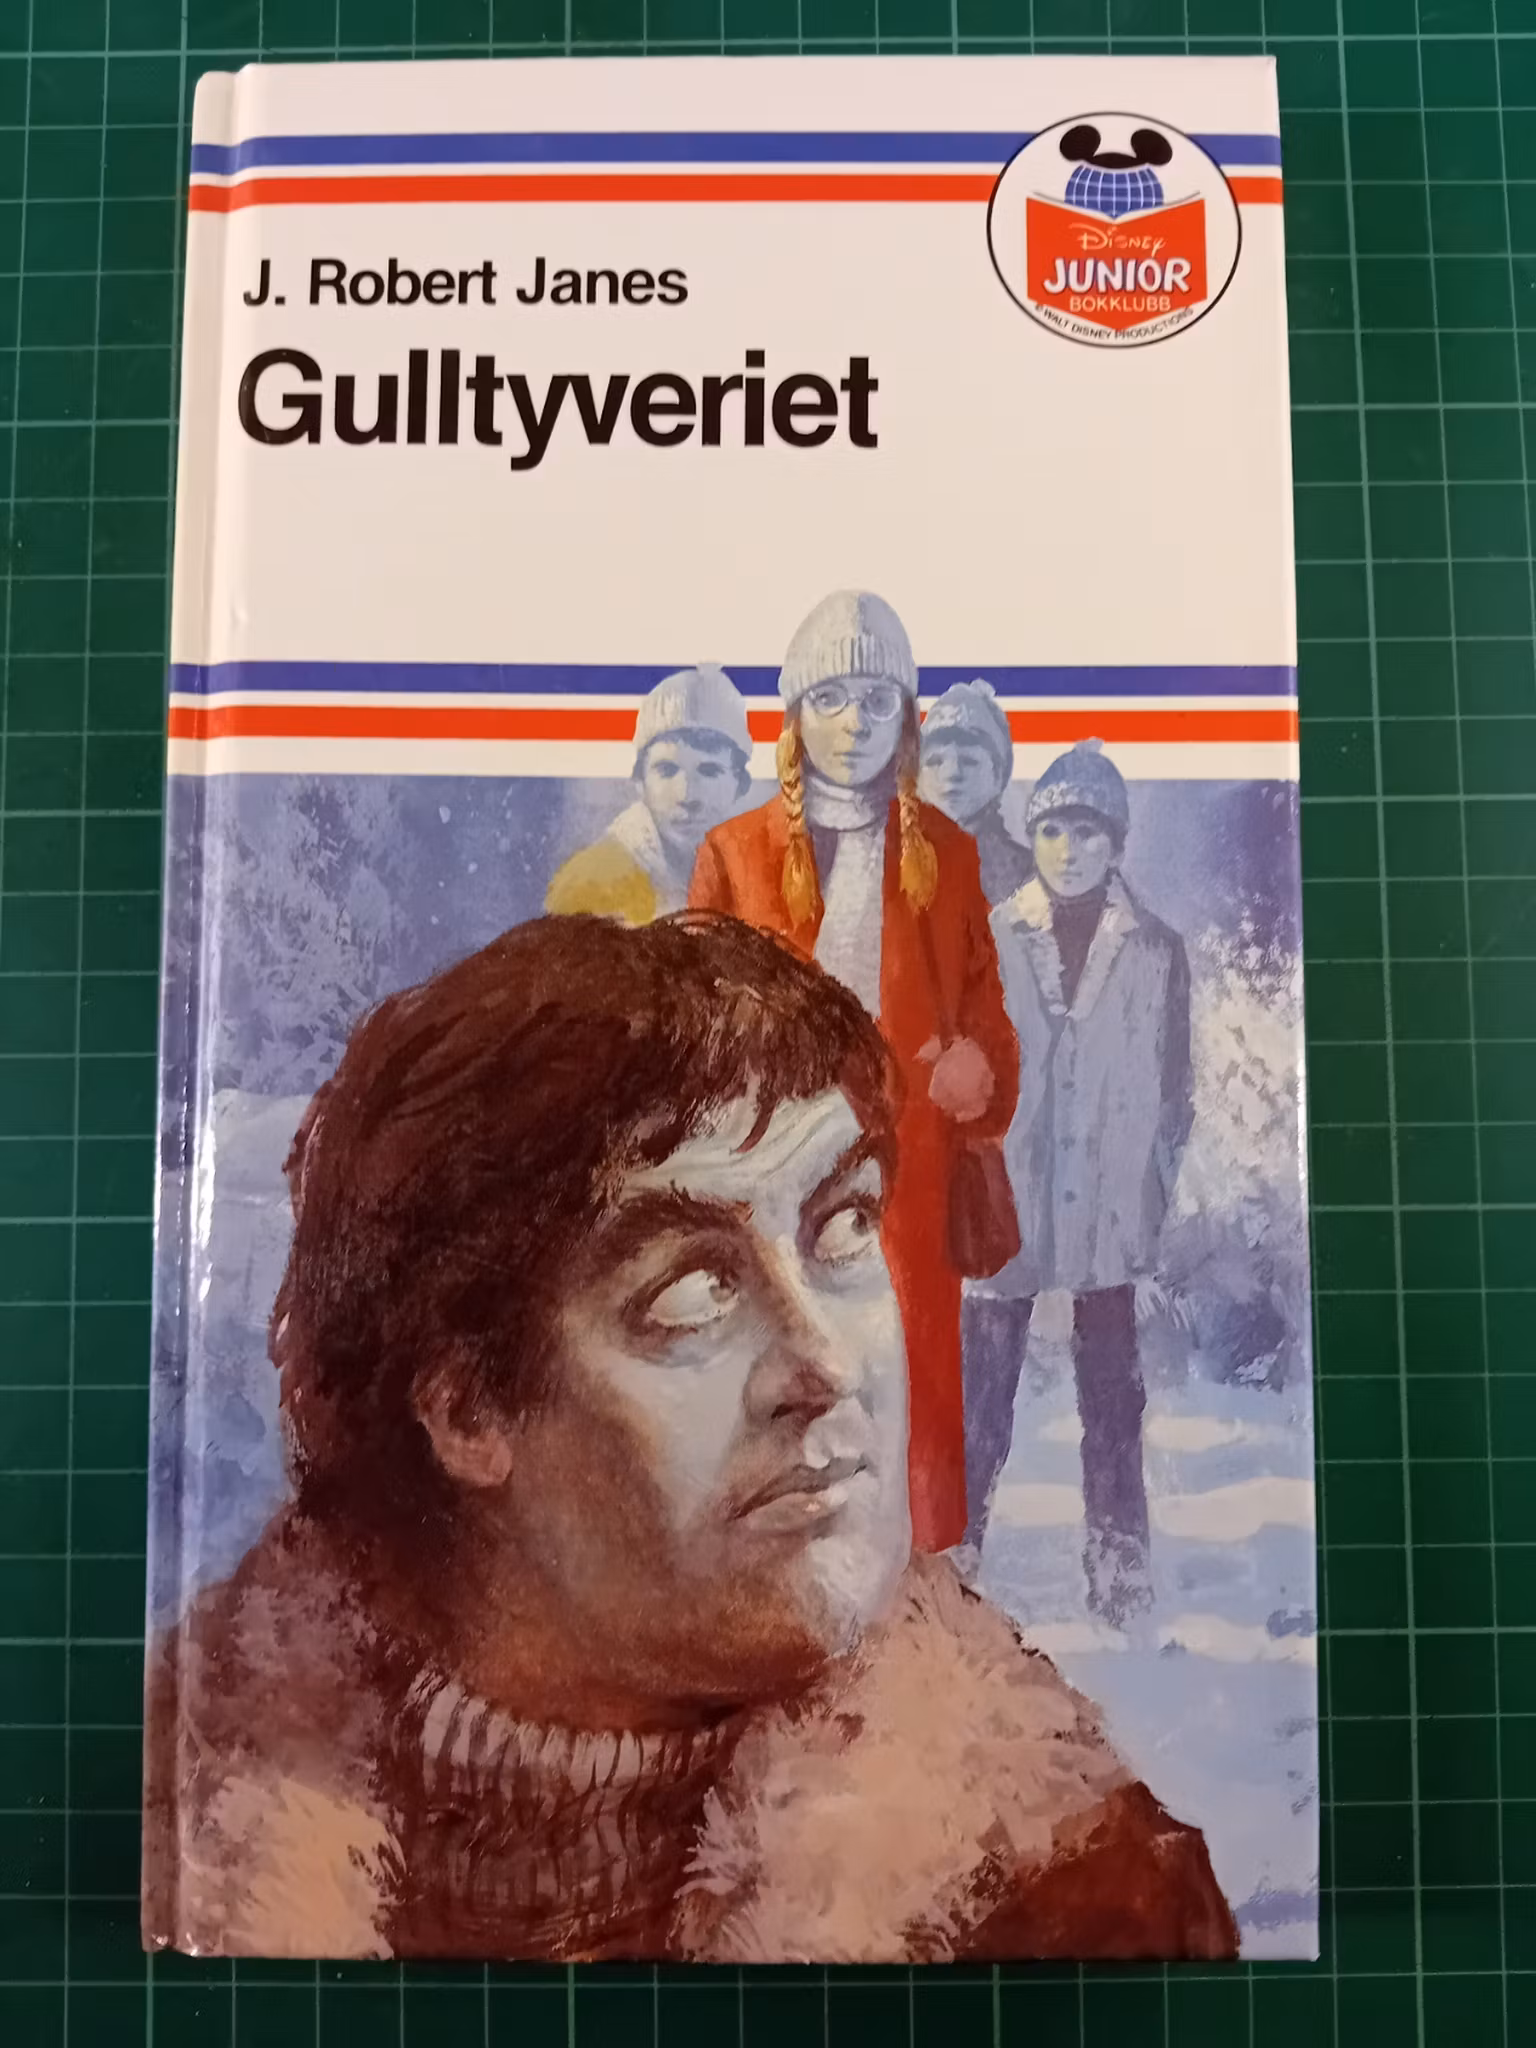 J. Robert Janes
Gulltyveriet
DISNEY
JUNIOR
BOKKLUBB
© WALT DISNEY PRODUCTIONS